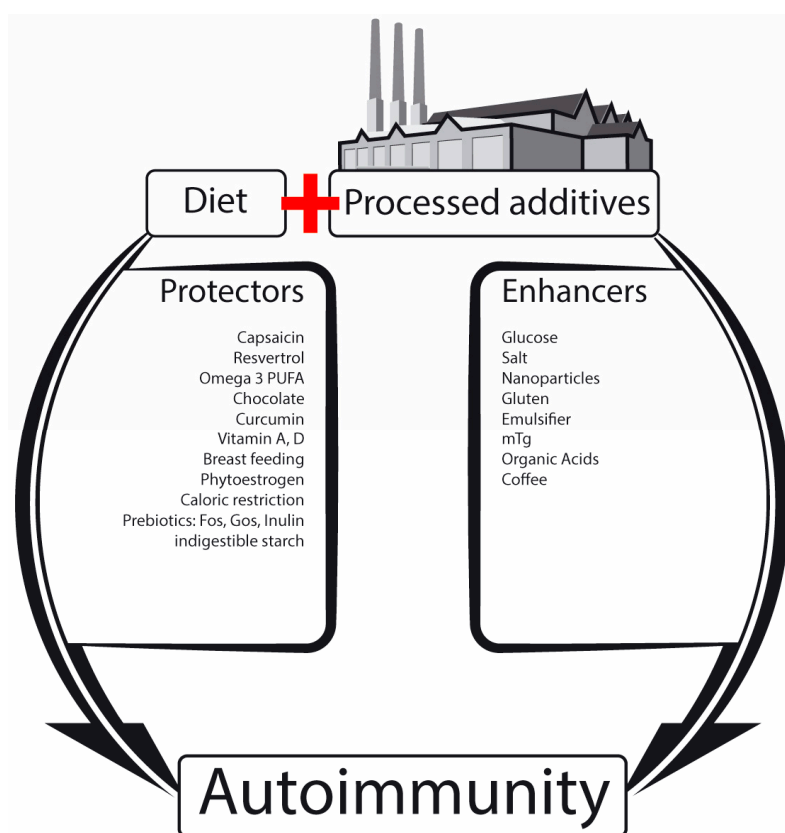 Diet
Processed additives
Protectors
Capsaicin
Resvertrol
Omega 3 PUFA
Chocolate
Curcumin
Vitamin A, D
Breast feeding
Phytoestrogen
Caloric restriction
Prebiotics: Fos, Gos, Inulin
indigestible starch
Enhancers
Glucose
Salt
Nanoparticles
Gluten
Emulsifier
mTg
Organic Acids
Coffee
Autoimmunity